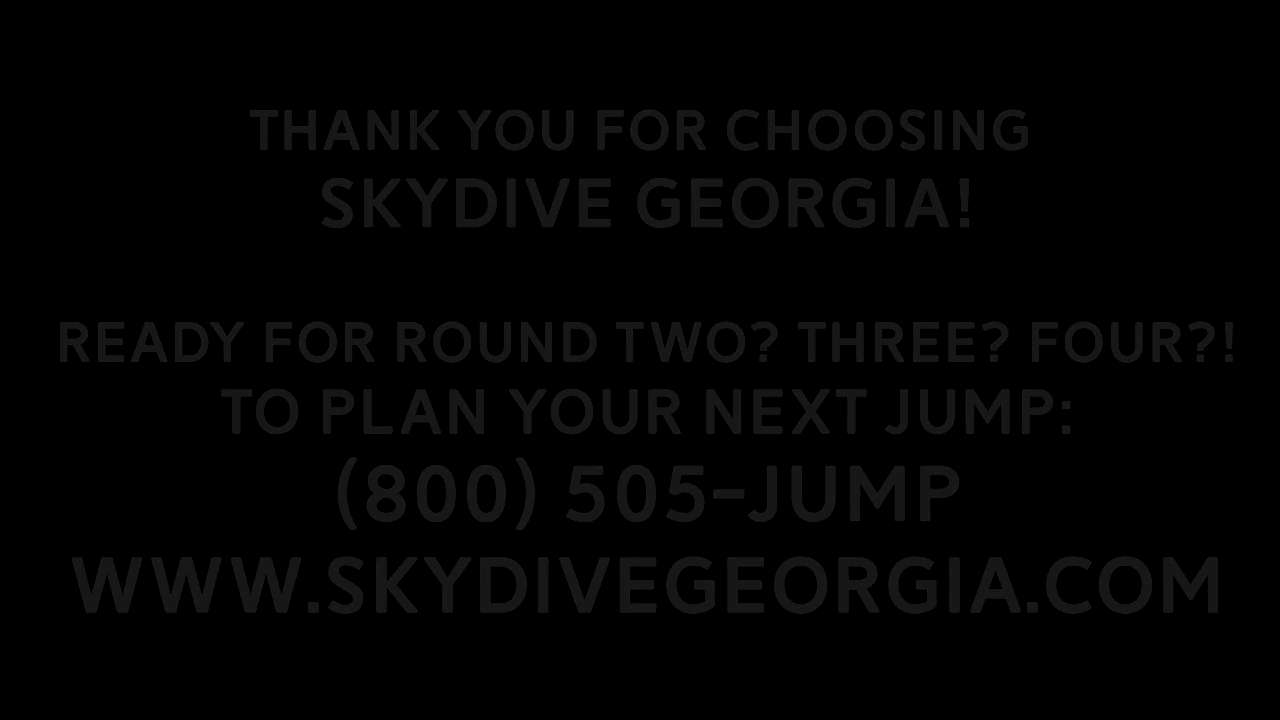 THANK YOU FOR CHOOSING
SKYDIVE GEORGIA!
READY FOR ROUND TWO? THREE? FOUR?!
TO PLAN YOUR NEXT JUMP:
(800) 505-JUMP
WWW.SKYDIVEGEORGIA.COM